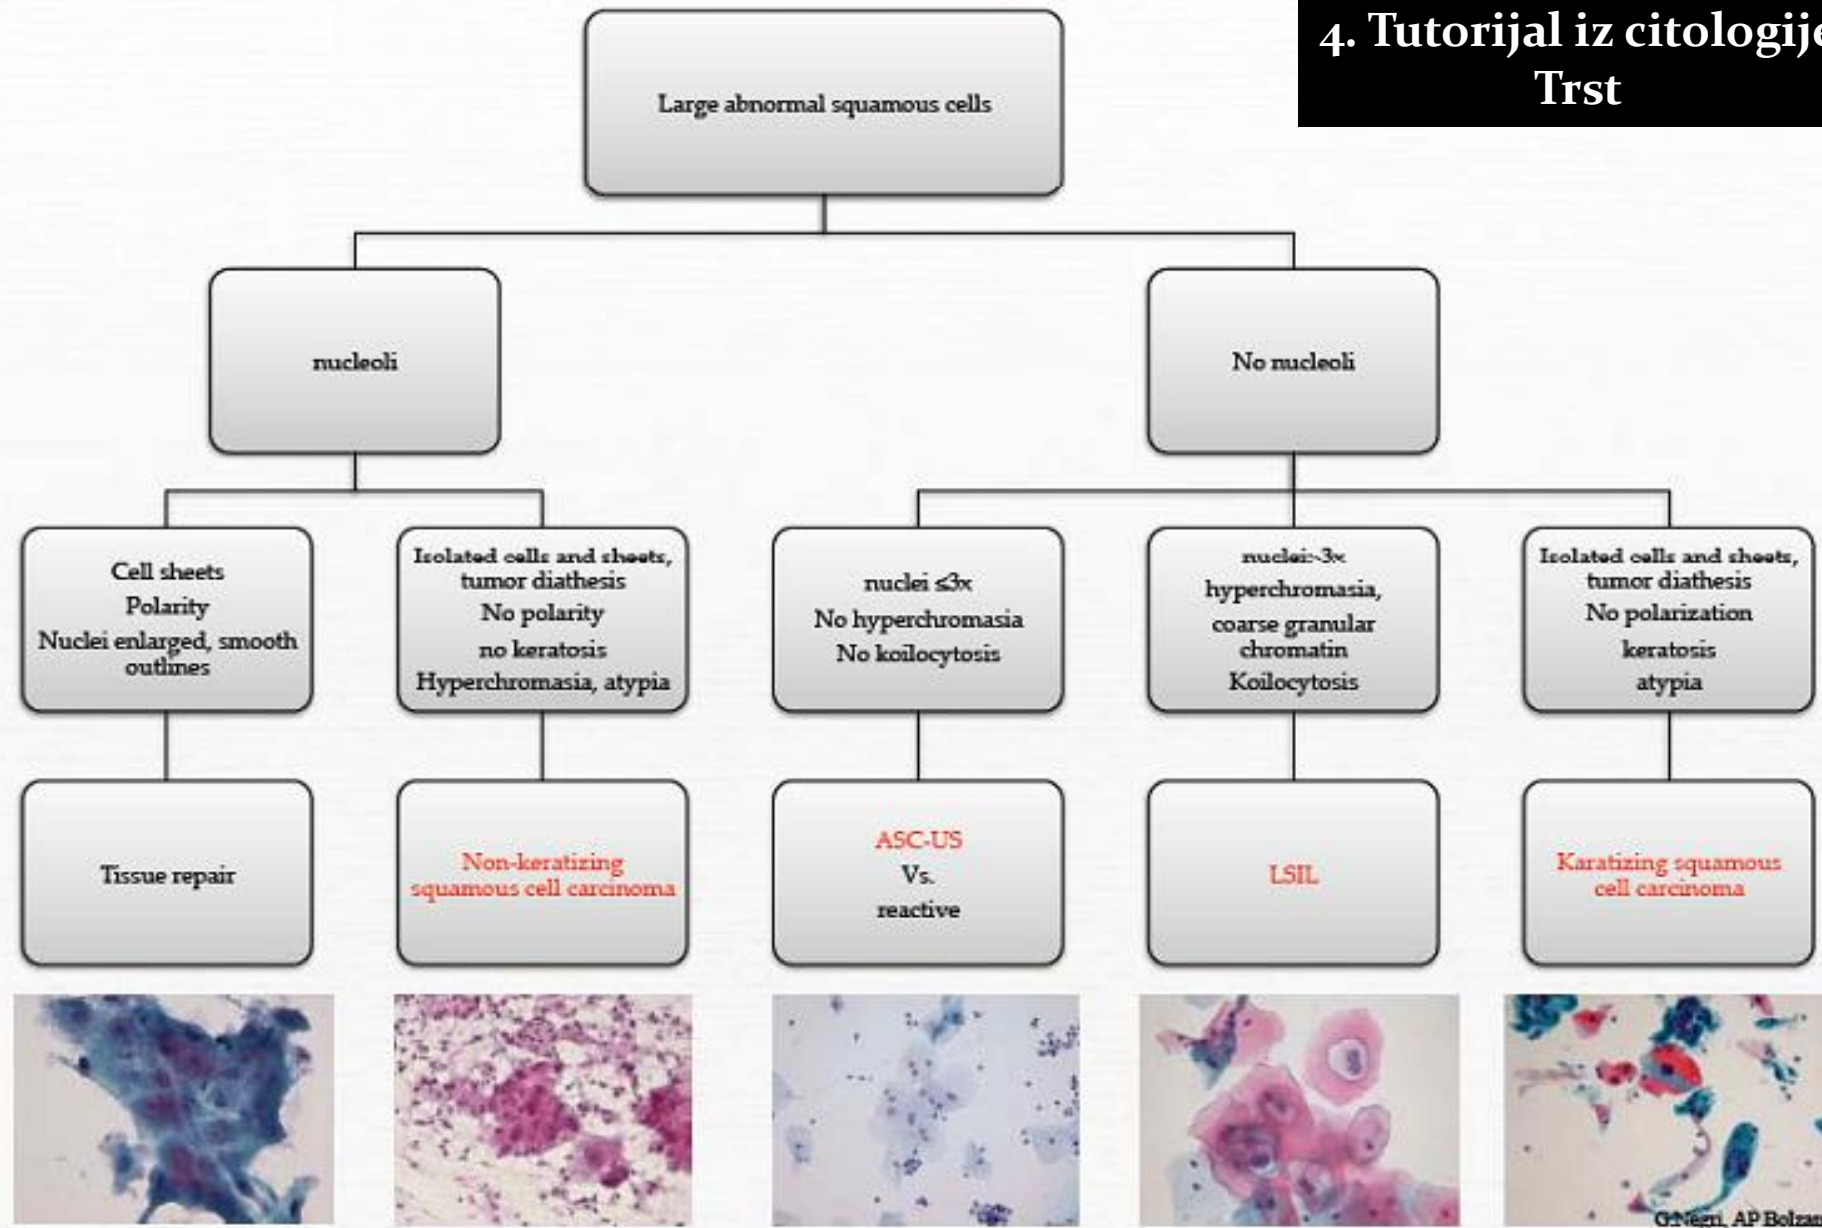 4. Tutorijal iz citologije
Trst
Large abnormal squamous cells
nucleoli
No nucleoli
Cell sheets
Polarity
Nuclei enlarged, smooth
outlines
Isolated cells and sheets,
tumor diathesis
No polarity
no keratosis
Hyperchromasia, atypia
nuclei ≤3x
No hyperchromasia
No koilocytosis
nuclei:~3x
hyperchromasia,
coarse granular
chromatin
Koilocytosis
Isolated cells and sheets,
tumor diathesis
No polarization
keratosis
atypia
Tissue repair
Non-keratizing
squamous cell carcinoma
ASC-US
Vs.
reactive
LSIL
Karatizing squamous
cell carcinoma
G.Negri, AP Bolzan